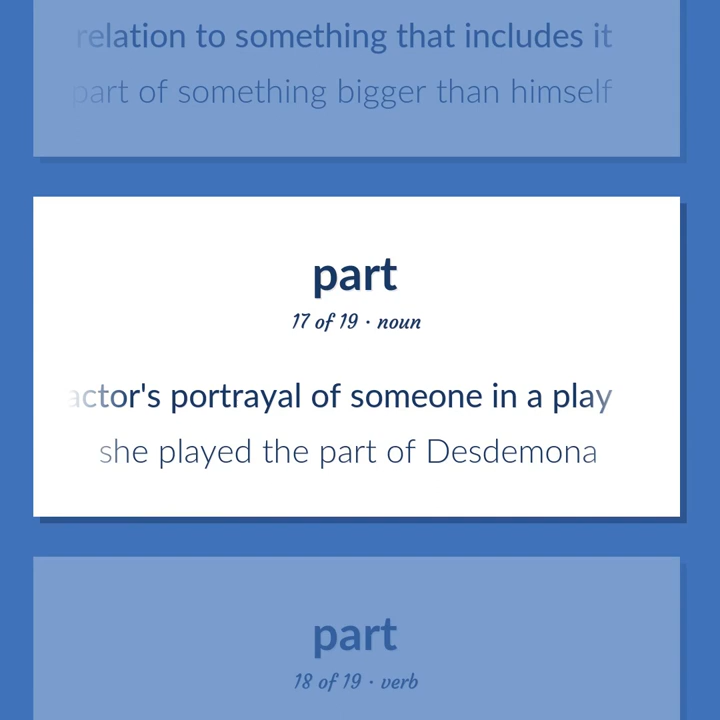 relation to something that includes it
part of something bigger than himself
part
17 of 19 · noun
actor's portrayal of someone in a play
she played the part of Desdemona
part
18 of 19 · verb